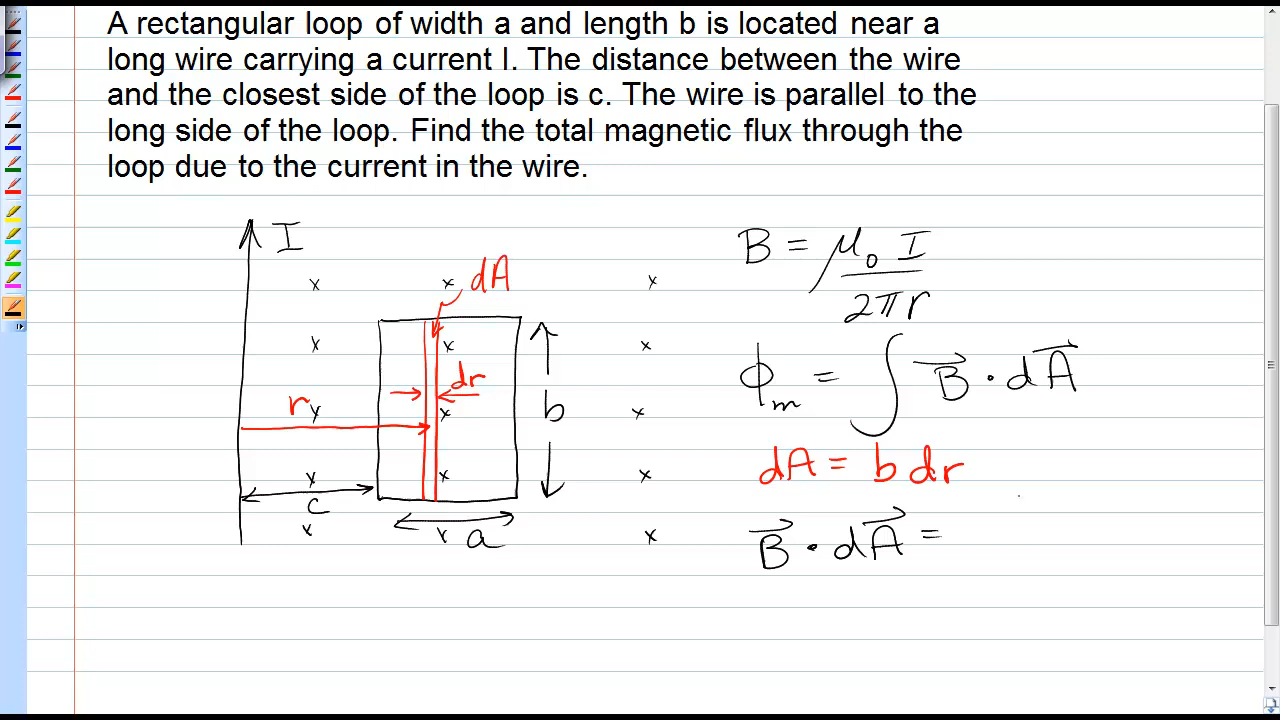 A rectangular loop of width a and length b is located near a
long wire carrying a current I. The distance between the wire
and the closest side of the loop is c. The wire is parallel to the
long side of the loop. Find the total magnetic flux through the
loop due to the current in the wire.
I
B = μ₀ I / 2πr
x x x
dA
x x x
ϕₘ = ∫ B⃗ · dA⃗
dr
r x x x
b
dA = b dr
x x x
c
x x x
a
B⃗ · dA⃗ =